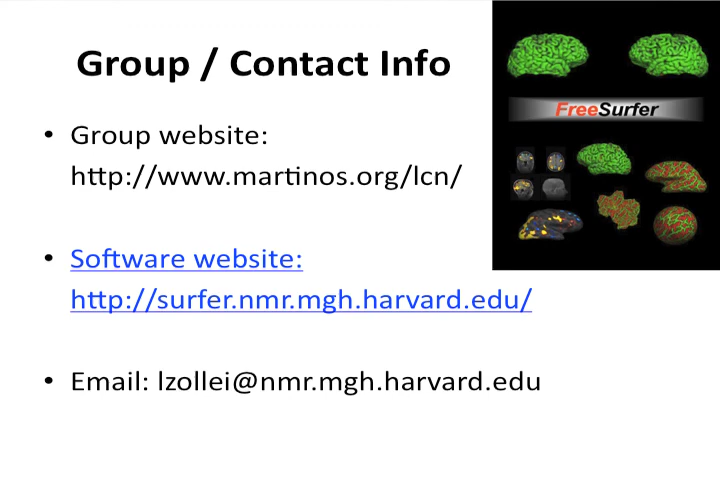 Group / Contact Info
FreeSurfer
• Group website:
http://www.martinos.org/lcn/
• Software website:
http://surfer.nmr.mgh.harvard.edu/
• Email: lzollei@nmr.mgh.harvard.edu